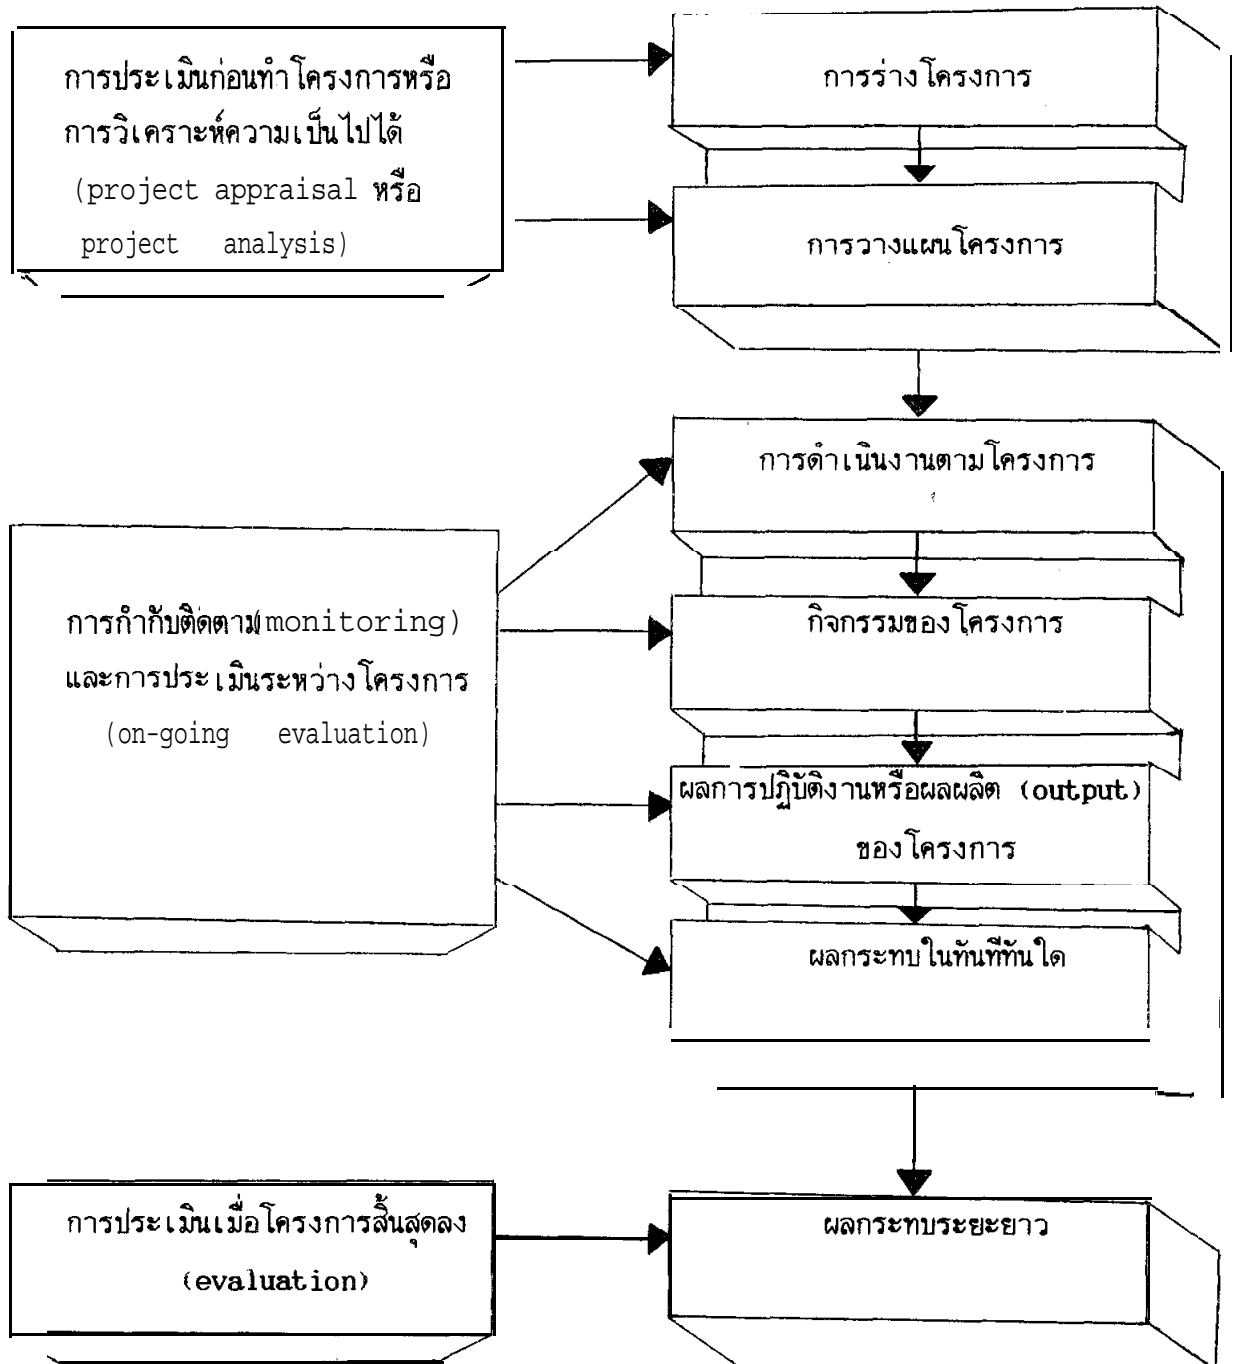 การประเมินก่อนทำโครงการหรือ
การวิเคราะห์ความเป็นไปได้
(project appraisal หรือ
project analysis)
การร่างโครงการ
การวางแผนโครงการ
การดำเนินงานตามโครงการ
การกำกับติดตาม(monitoring)
และการประเมินระหว่างโครงการ
(on-going evaluation)
กิจกรรมของโครงการ
ผลการปฏิบัติงานหรือผลผลิต (output)
ของโครงการ
ผลกระทบในทันทีทันใด
การประเมินเมื่อโครงการสิ้นสุดลง
(evaluation)
ผลกระทบระยะยาว